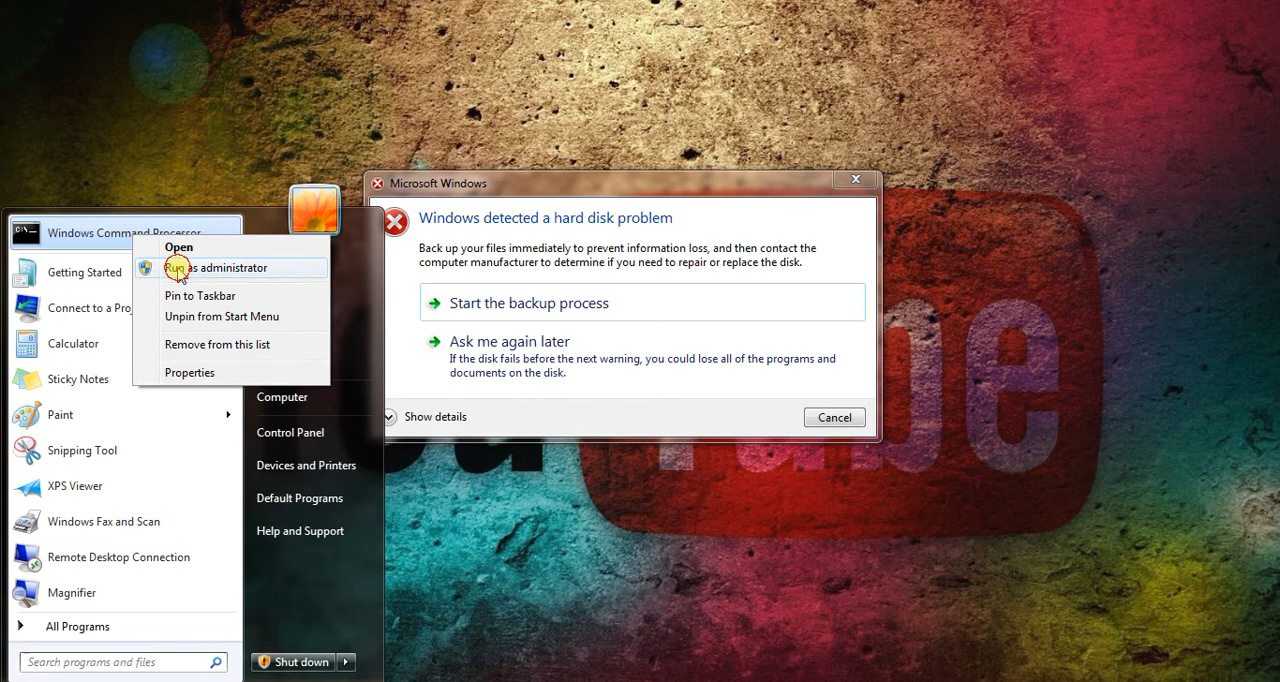 Microsoft Windows
Windows detected a hard disk problem
Back up your files immediately to prevent information loss, and then contact the
computer manufacturer to determine if you need to repair or replace the disk.
Start the backup process
Ask me again later
If the disk fails before the next warning, you could lose all of the programs and
documents on the disk.
Show details
Cancel
Windows Command Processor
Open
Run as administrator
Pin to Taskbar
Unpin from Start Menu
Remove from this list
Properties
Getting Started
Connect to a Pro
Calculator
Sticky Notes
Paint
Snipping Tool
XPS Viewer
Windows Fax and Scan
Remote Desktop Connection
Magnifier
All Programs
Search programs and files
Computer
Control Panel
Devices and Printers
Default Programs
Help and Support
Shut down
Tube